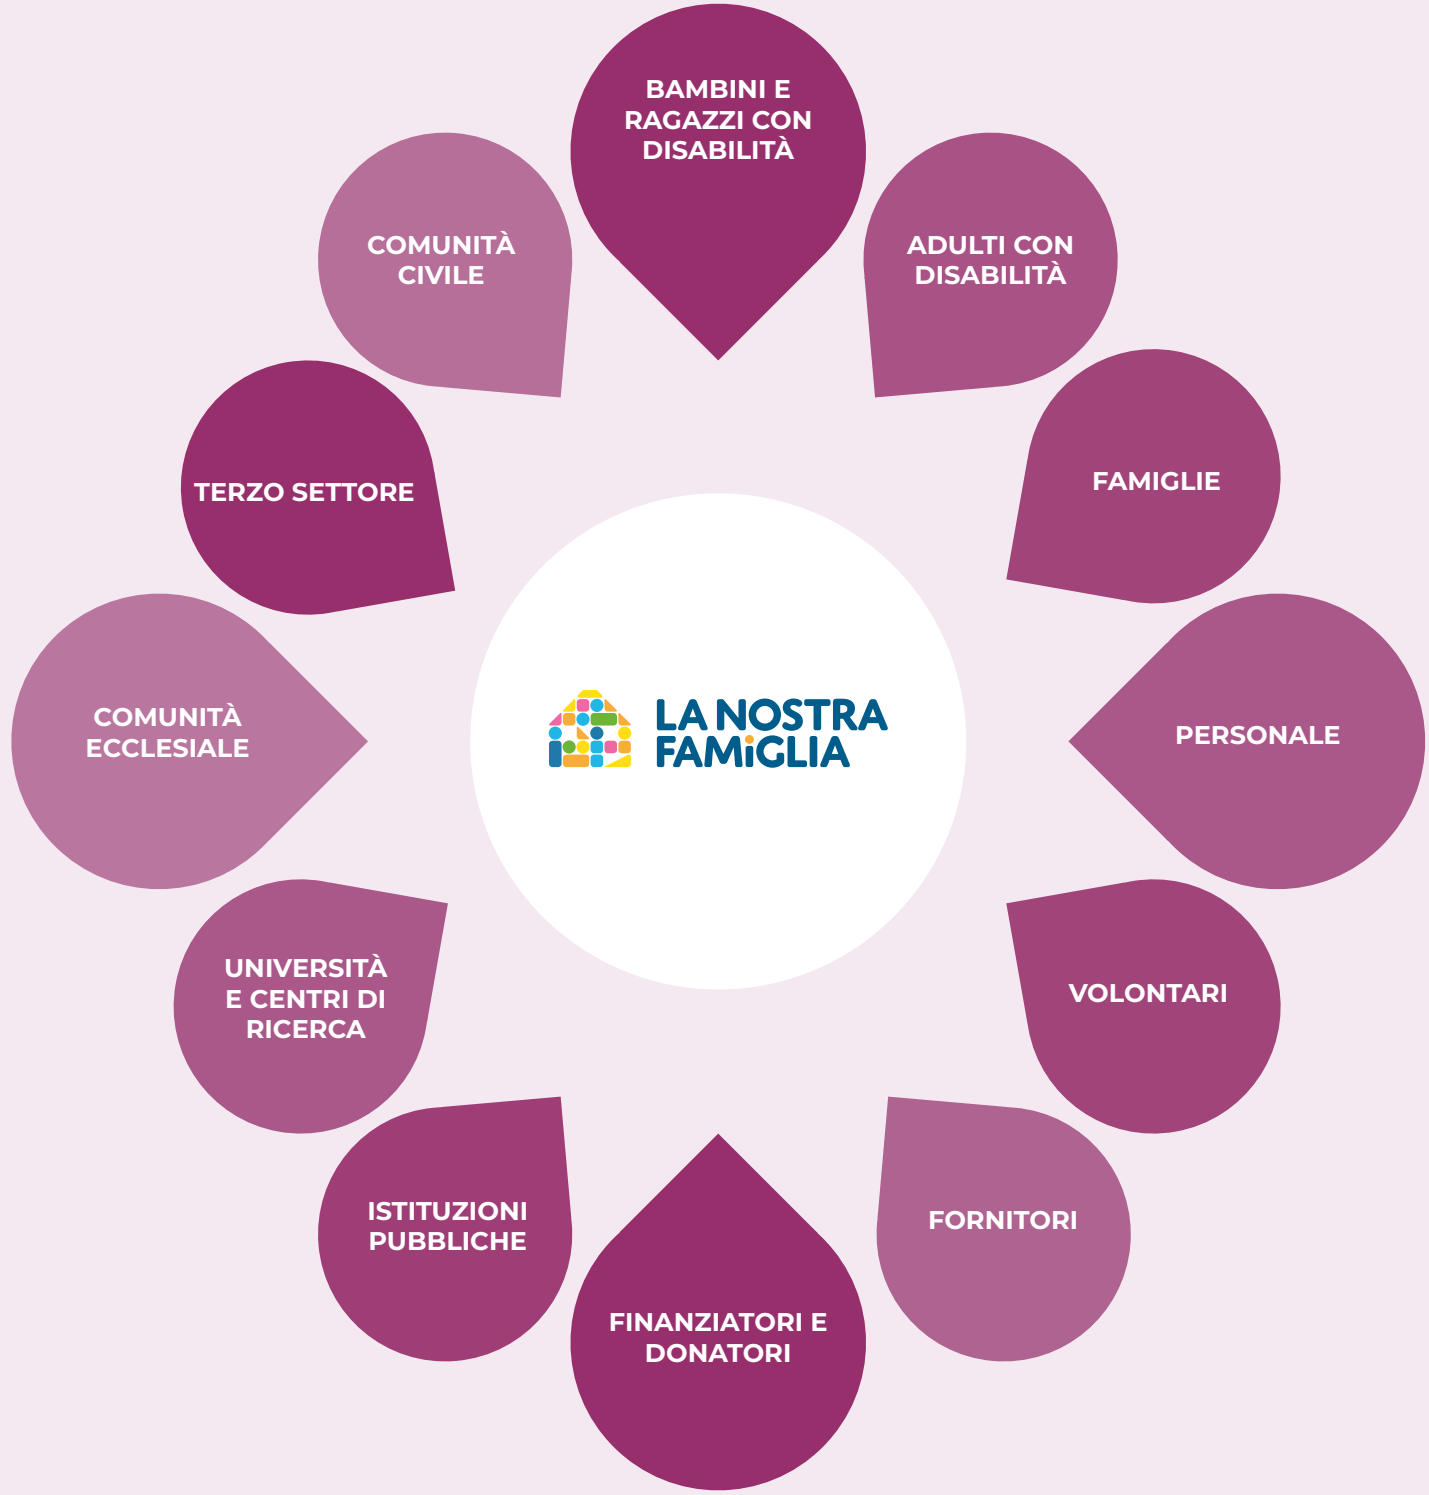 BAMBINI E
RAGAZZI CON
DISABILITÀ
ADULTI CON
DISABILITÀ
FAMIGLIE
PERSONALE
VOLONTARI
FORNITORI
FINANZIATORI E
DONATORI
ISTITUZIONI
PUBBLICHE
UNIVERSITÀ
E CENTRI DI
RICERCA
COMUNITÀ
ECCLESIALE
TERZO SETTORE
COMUNITÀ
CIVILE
LA NOSTRA
FAMiGLIA